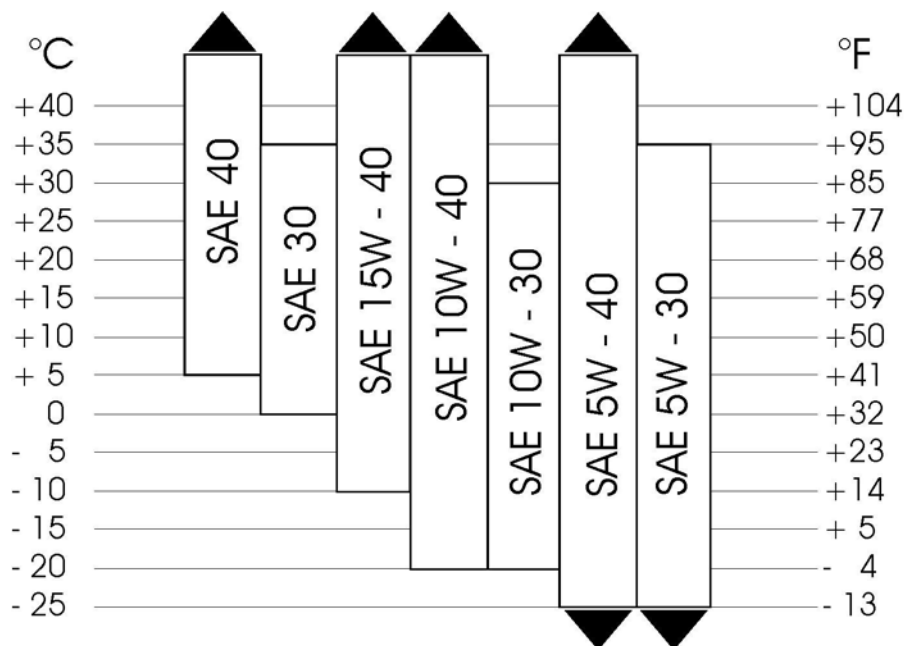 °C °F
+40 +104
+35 +95
+30 +85
+25 +77
+20 +68
+15 +59
+10 +50
+ 5 +41
0 +32
- 5 +23
- 10 +14
- 15 + 5
- 20 - 4
- 25 - 13
SAE 40
SAE 30
SAE 15W - 40
SAE 10W - 40
SAE 10W - 30
SAE 5W - 40
SAE 5W - 30